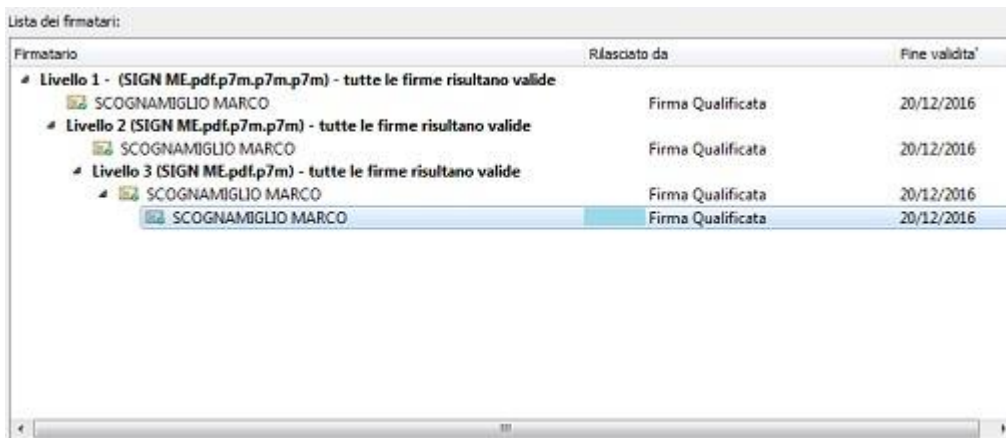 Lista dei firmatari:
Firmatario Rilasciato da Fine validita'
Livello 1 - (SIGN ME.pdf.p7m.p7m.p7m) - tutte le firme risultano valide
SCOGNAMIGLIO MARCO Firma Qualificata 20/12/2016
Livello 2 (SIGN ME.pdf.p7m.p7m) - tutte le firme risultano valide
SCOGNAMIGLIO MARCO Firma Qualificata 20/12/2016
Livello 3 (SIGN ME.pdf.p7m) - tutte le firme risultano valide
SCOGNAMIGLIO MARCO Firma Qualificata 20/12/2016
SCOGNAMIGLIO MARCO Firma Qualificata 20/12/2016